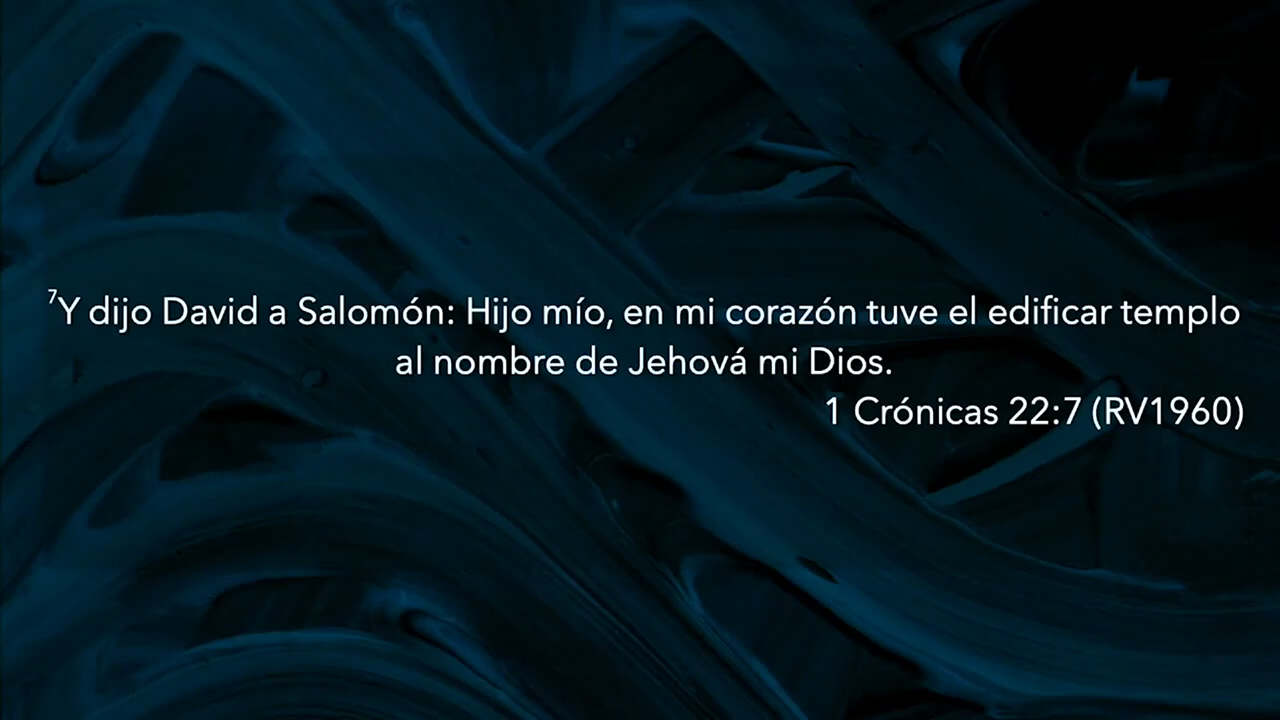 ⁷Y dijo David a Salomón: Hijo mío, en mi corazón tuve el edificar templo
al nombre de Jehová mi Dios.
1 Crónicas 22:7 (RV1960)